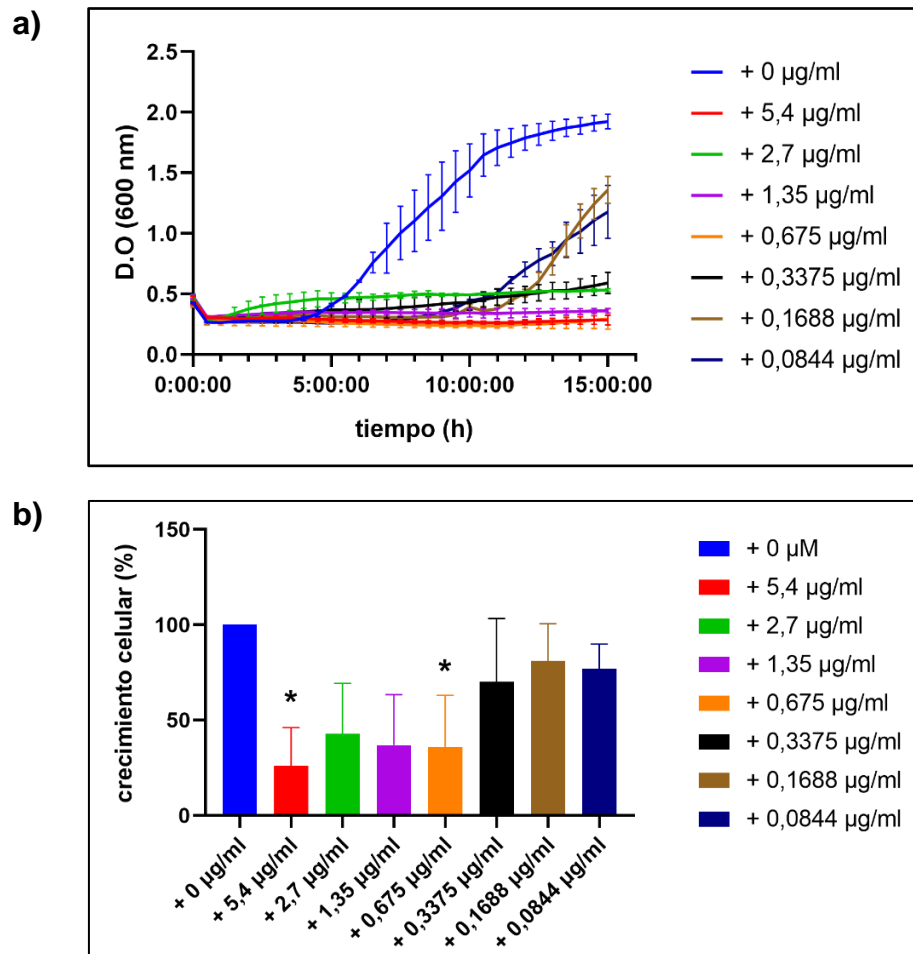 a)
2.5
2.0
1.5
1.0
0.5
0.0
D.O (600 nm)
0:00:00
5:00:00
10:00:00
15:00:00
tiempo (h)
+ 0 µg/ml
+ 5,4 µg/ml
+ 2,7 µg/ml
+ 1,35 µg/ml
+ 0,675 µg/ml
+ 0,3375 µg/ml
+ 0,1688 µg/ml
+ 0,0844 µg/ml
b)
150
100
50
0
crecimiento celular (%)
*
*
+ 0 µg/ml
+ 5,4 µg/ml
+ 2,7 µg/ml
+ 1,35 µg/ml
+ 0,675 µg/ml
+ 0,3375 µg/ml
+ 0,1688 µg/ml
+ 0,0844 µg/ml
+ 0 µM
+ 5,4 µg/ml
+ 2,7 µg/ml
+ 1,35 µg/ml
+ 0,675 µg/ml
+ 0,3375 µg/ml
+ 0,1688 µg/ml
+ 0,0844 µg/ml